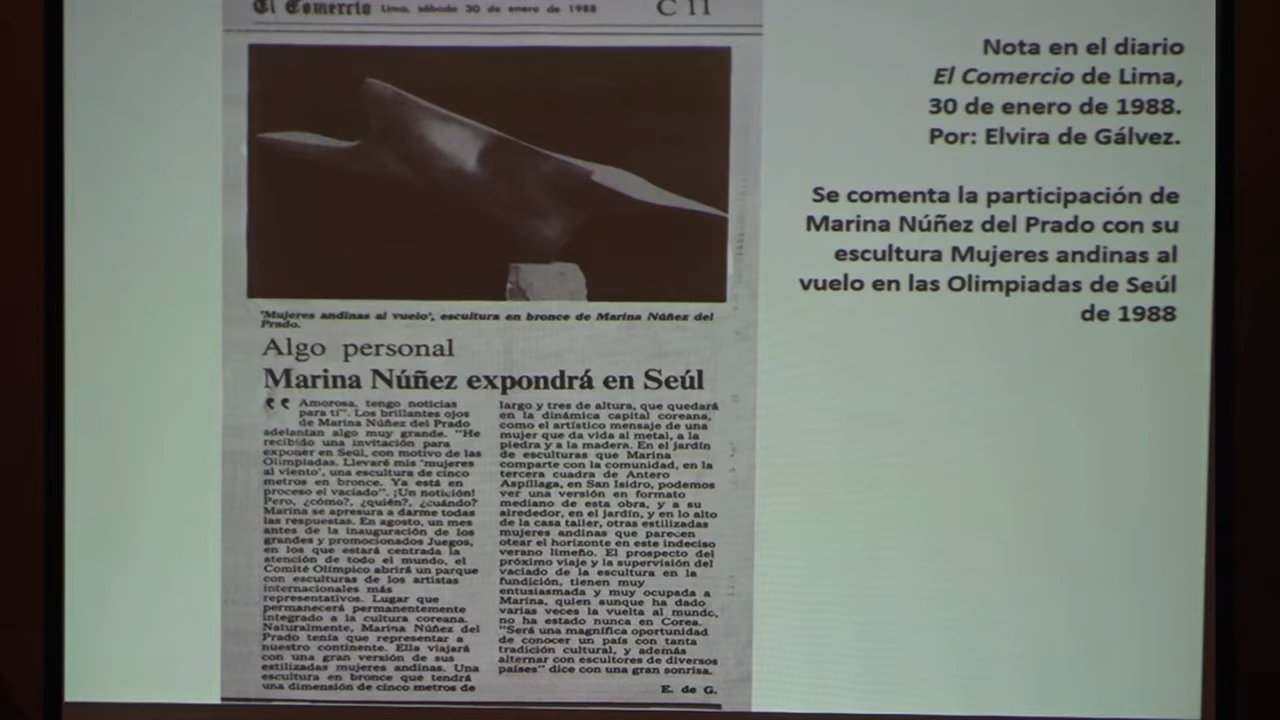 El Comercio Lima, sábado 30 de enero de 1988 C 11
'Mujeres andinas al vuelo', escultura en bronce de Marina Núñez del
Prado.
Algo personal
Marina Núñez expondrá en Seúl
“Amorosa, tengo noticias
para tí”. Los brillantes ojos
de Marina Núñez del Prado
adelantan algo muy grande. “He
recibido una invitación para
exponer en Seúl, con motivo de las
Olimpiadas. Llevaré mis 'mujeres
al viento', una escultura de cinco
metros en bronce. Ya está en
proceso el vaciado”. ¡Un notición!
Pero, ¿cómo?, ¿quién?, ¿cuándo?
Marina se apresura a darme todas
las respuestas. En agosto, un mes
antes de la inauguración de los
grandes y promocionados Juegos,
en los que estará centrada la
atención de todo el mundo, el
Comité Olímpico abrirá un parque
con esculturas de los artistas
internacionales más
representativos. Lugar que
permanecerá permanentemente
integrado a la cultura coreana.
Naturalmente, Marina Núñez del
Prado tenía que representar a
nuestro continente. Ella viajará
con una gran versión de sus
estilizadas mujeres andinas. Una
escultura en bronce que tendrá
una dimensión de cinco metros de
largo y tres de altura, que quedará
en la dinámica capital coreana,
como el artístico mensaje de una
mujer que da vida al metal, a la
piedra y a la madera. En el jardín
de esculturas que Marina
comparte con la comunidad, en la
tercera cuadra de Antero
Aspíllaga, en San Isidro, podemos
ver una versión en formato
mediano de esta obra, y a su
alrededor, en el jardín, y en lo alto
de la casa taller, otras estilizadas
mujeres andinas que parecen
otear el horizonte en este indeciso
verano limeño. El prospecto del
próximo viaje y la supervisión del
vaciado de la escultura en la
fundición, tienen muy
entusiasmada y muy ocupada a
Marina, quien aunque ha dado
varias veces la vuelta al mundo,
no ha estado nunca en Corea.
“Será una magnífica oportunidad
de conocer un país con tanta
tradición cultural, y además
alternar con escultores de diversos
países” dice con una gran sonrisa.
E. de G.
Nota en el diario
El Comercio de Lima,
30 de enero de 1988.
Por: Elvira de Gálvez.
Se comenta la participación de
Marina Núñez del Prado con su
escultura Mujeres andinas al
vuelo en las Olimpiadas de Seúl
de 1988